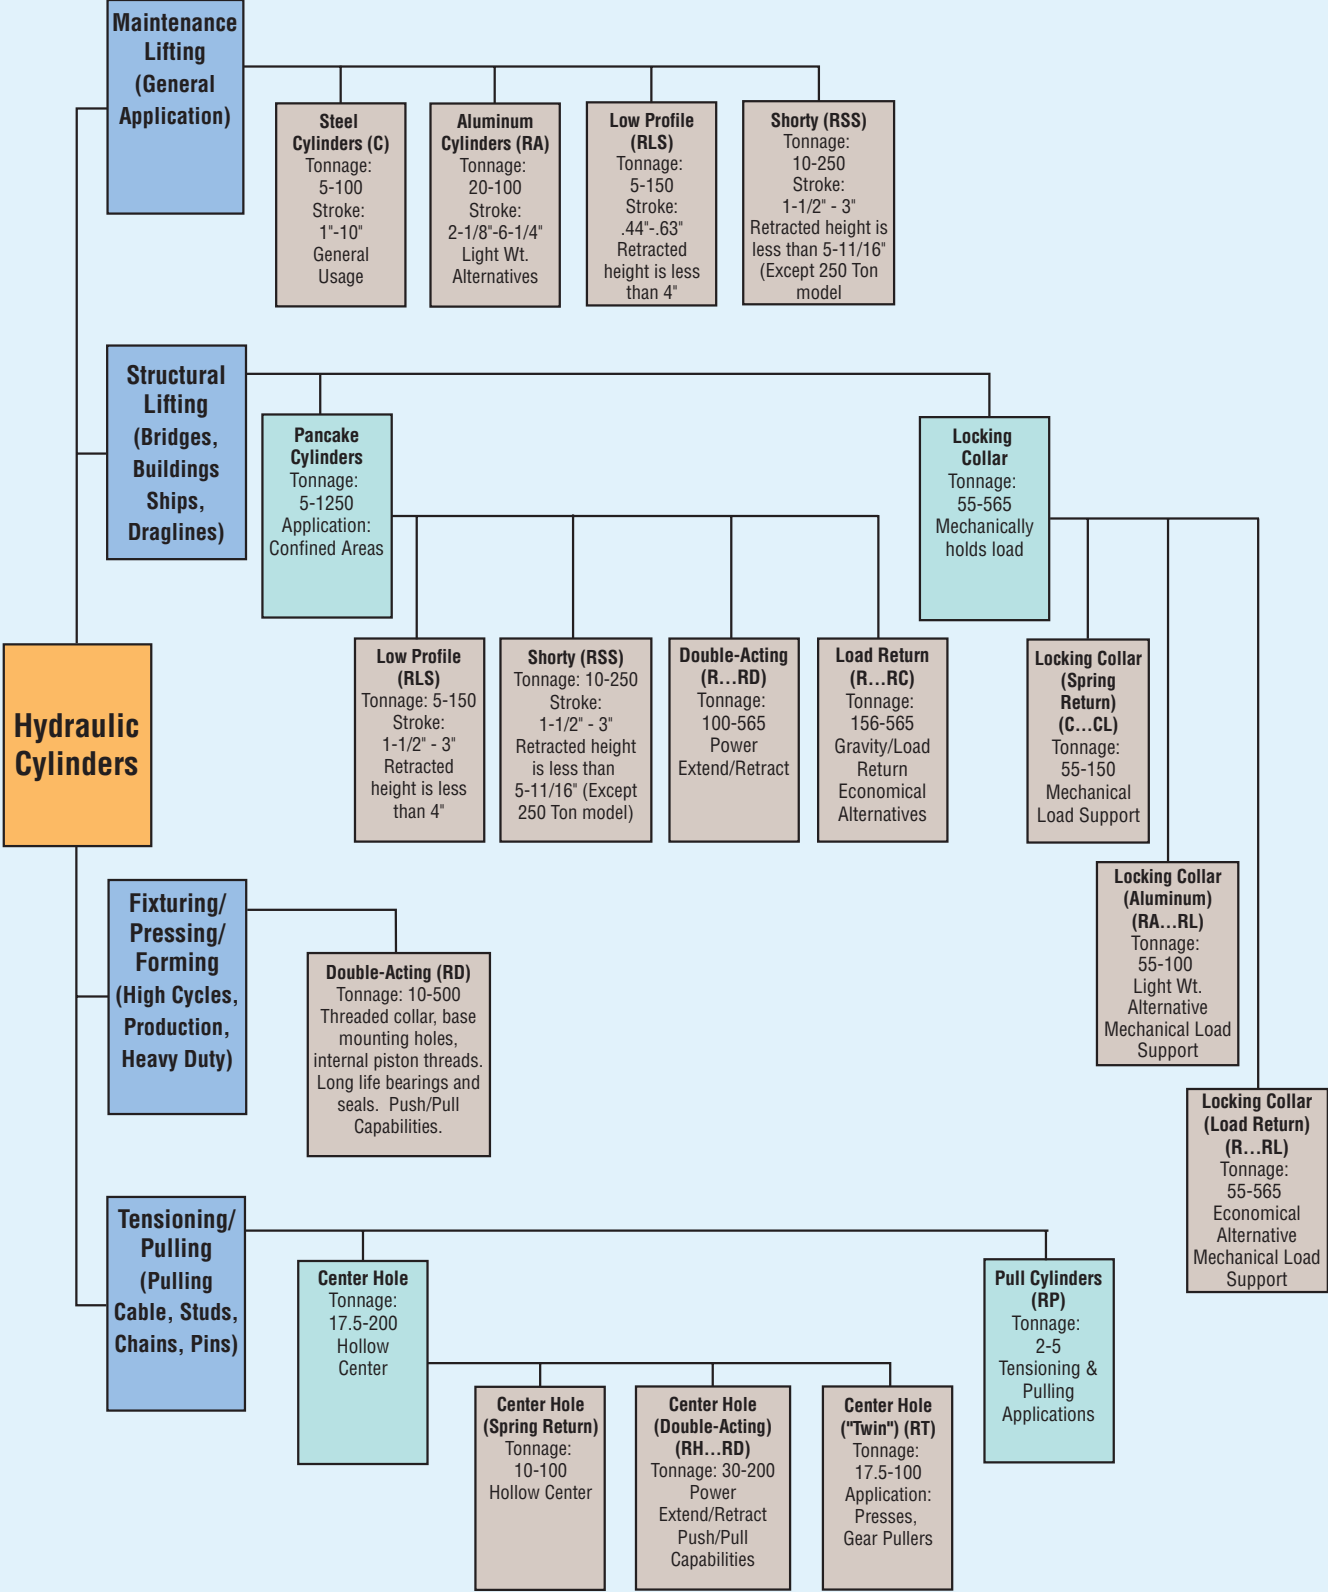 Maintenance
Lifting
(General
Application)
Steel
Cylinders (C)
Tonnage:
5-100
Stroke:
1"-10"
General
Usage
Aluminum
Cylinders (RA)
Tonnage:
20-100
Stroke:
2-1/8"-6-1/4"
Light Wt.
Alternatives
Low Profile
(RLS)
Tonnage:
5-150
Stroke:
.44"-.63"
Retracted
height is less
than 4"
Shorty (RSS)
Tonnage:
10-250
Stroke:
1-1/2" - 3"
Retracted height is
less than 5-11/16"
(Except 250 Ton
model
Structural
Lifting
(Bridges,
Buildings
Ships,
Draglines)
Pancake
Cylinders
Tonnage:
5-1250
Application:
Confined Areas
Locking
Collar
Tonnage:
55-565
Mechanically
holds load
Low Profile
(RLS)
Tonnage: 5-150
Stroke:
1-1/2" - 3"
Retracted
height is less
than 4"
Shorty (RSS)
Tonnage: 10-250
Stroke:
1-1/2" - 3"
Retracted height
is less than
5-11/16" (Except
250 Ton model)
Double-Acting
(R...RD)
Tonnage:
100-565
Power
Extend/Retract
Load Return
(R...RC)
Tonnage:
156-565
Gravity/Load
Return
Economical
Alternatives
Locking Collar
(Spring
Return)
(C...CL)
Tonnage:
55-150
Mechanical
Load Support
Locking Collar
(Aluminum)
(RA...RL)
Tonnage:
55-100
Light Wt.
Alternative
Mechanical Load
Support
Locking Collar
(Load Return)
(R...RL)
Tonnage:
55-565
Economical
Alternative
Mechanical Load
Support
Hydraulic
Cylinders
Fixturing/
Pressing/
Forming
(High Cycles,
Production,
Heavy Duty)
Double-Acting (RD)
Tonnage: 10-500
Threaded collar, base
mounting holes,
internal piston threads.
Long life bearings and
seals.  Push/Pull
Capabilities.
Tensioning/
Pulling
(Pulling
Cable, Studs,
Chains, Pins)
Center Hole
Tonnage:
17.5-200
Hollow
Center
Pull Cylinders
(RP)
Tonnage:
2-5
Tensioning &
Pulling
Applications
Center Hole
(Spring Return)
Tonnage:
10-100
Hollow Center
Center Hole
(Double-Acting)
(RH...RD)
Tonnage: 30-200
Power
Extend/Retract
Push/Pull
Capabilities
Center Hole
("Twin") (RT)
Tonnage:
17.5-100
Application:
Presses,
Gear Pullers